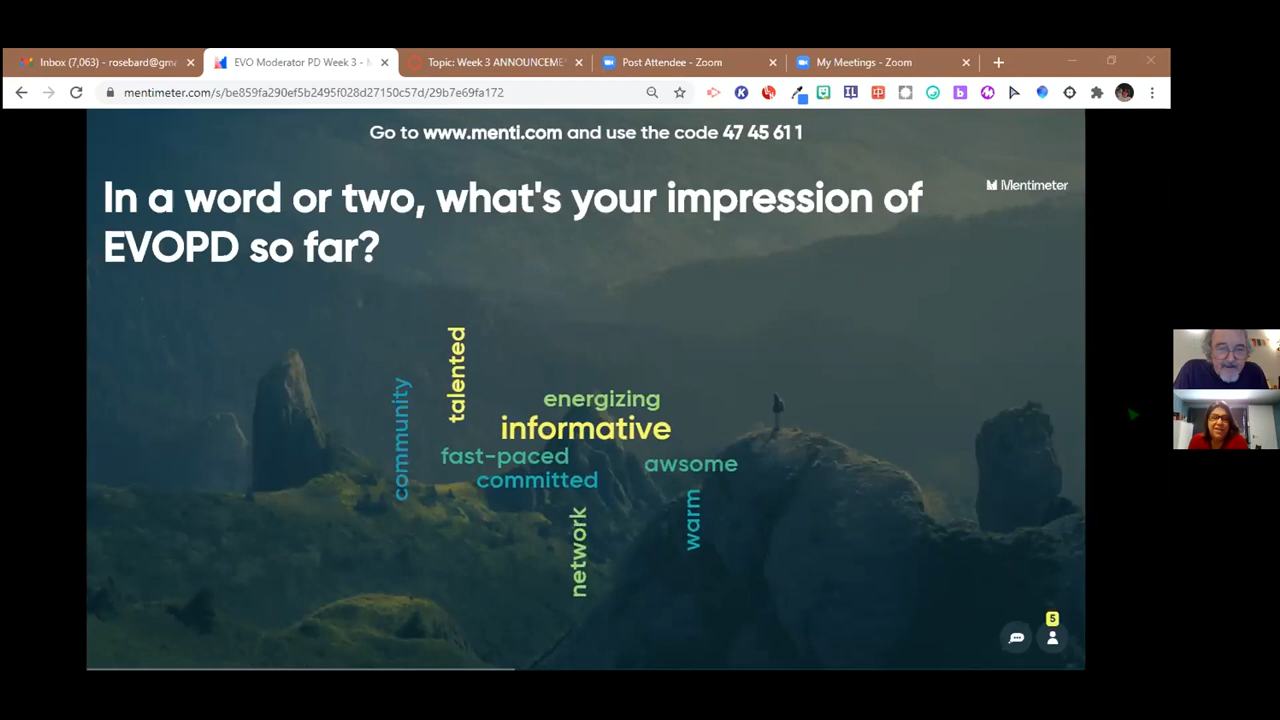 Inbox (7,063) - rosebard@gma
EVO Moderator PD Week 3 - M
Topic: Week 3 ANNOUNCEME
Post Attendee - Zoom
My Meetings - Zoom
mentimeter.com/s/be859fa290ef5b2495f028d27150c57d/29b7e69fa172
Go to www.menti.com and use the code 47 45 61 1
Mentimeter
In a word or two, what's your impression of
EVOPD so far?
talented
community
energizing
informative
fast-paced
awsome
committed
warm
network
5